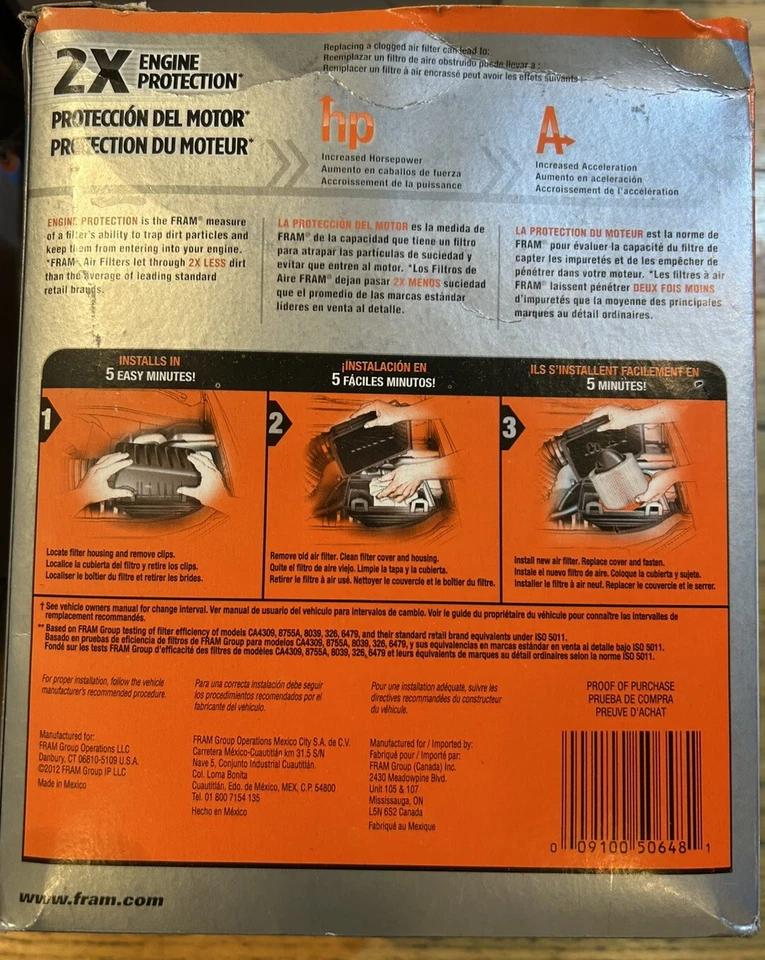 2X ENGINE
PROTECTION*
PROTECCIÓN DEL MOTOR*
PROTECTION DU MOTEUR*
Replacing a clogged air filter can lead to:
Reemplazar un filtro de aire obstruido puede llevar a :
Remplacer un filtre à air encrassé peut avoir les effets suivants :
hp
Increased Horsepower
Aumento en caballos de fuerza
Accroissement de la puissance
A
Increased Acceleration
Aumento en aceleración
Accroissement de l'accélération
ENGINE PROTECTION is the FRAM® measure
of a filter's ability to trap dirt particles and
keep them from entering into your engine.
*FRAM® Air Filters let through 2X LESS dirt
than the average of leading standard
retail brands.
LA PROTECCIÓN DEL MOTOR es la medida de
FRAM® de la capacidad que tiene un filtro
para atrapar las partículas de suciedad y
evitar que entren al motor. *Los Filtros de
Aire FRAM® dejan pasar 2X MENOS suciedad
que el promedio de las marcas estándar
líderes en venta al detalle.
LA PROTECTION DU MOTEUR est la norme de
FRAM® pour évaluer la capacité du filtre de
capter les impuretés et de les empêcher de
pénétrer dans votre moteur. *Les filtres à air
FRAM® laissent pénétrer DEUX FOIS MOINS
d'impuretés que la moyenne des principales
marques au détail ordinaires.
INSTALLS IN
5 EASY MINUTES!
¡INSTALACIÓN EN
5 FÁCILES MINUTOS!
ILS S'INSTALLENT FACILEMENT EN
5 MINUTES!
1
2
3
Locate filter housing and remove clips.
Localice la cubierta del filtro y retire los clips.
Localiser le boîtier du filtre et retirer les brides.
Remove old air filter. Clean filter cover and housing.
Quite el filtro de aire viejo. Limpie la tapa y la cubierta.
Retirer le filtre à air usé. Nettoyer le couvercle et le boîtier du filtre.
Install new air filter. Replace cover and fasten.
Instale el nuevo filtro de aire. Coloque la cubierta y sujete.
Installer le filtre à air neuf. Replacer le couvercle et le serrer.
† See vehicle owners manual for change interval. Ver manual de usuario del vehículo para intervalos de cambio. Voir le guide du propriétaire du véhicule pour connaître les intervalles de
remplacement recommandés.
** Based on FRAM Group testing of filter efficiency of models CA4309, 8755A, 8039, 326, 6479, and their standard retail brand equivalents under ISO 5011.
Basado en pruebas de eficiencia de filtros de FRAM Group para modelos CA4309, 8755A, 8039, 326, 6479, y sus equivalencias en marcas estándar en venta al detalle bajo ISO 5011.
Fondé sur les tests FRAM Group d'efficacité des filtres de modèles CA4309, 8755A, 8039, 326, 6479 et leurs équivalents de marques au détail ordinaires selon la norme ISO 5011.
For proper installation, follow the vehicle
manufacturer's recommended procedure.
Para una correcta instalación debe seguir
los procedimientos recomendados por el
fabricante del vehículo.
Pour une installation adéquate, suivre les
directives recommandées du constructeur
du véhicule.
PROOF OF PURCHASE
PRUEBA DE COMPRA
PREUVE D'ACHAT
Manufactured for:
FRAM Group Operations LLC
Danbury, CT 06810-5109 U.S.A.
©2012 FRAM Group IP LLC
Made in Mexico
FRAM Group Operations Mexico City S.A. de C.V.
Carretera México-Cuautitlán km 31.5 S/N
Nave 5, Conjunto Industrial Cuautitlán.
Col. Loma Bonita
Cuautitlán, Edo. de México, MEX, C.P. 54800
Tel. 01 800 7154 135
Hecho en México
Manufactured for / Imported by:
Fabriqué pour / Importé par:
FRAM Group (Canada) Inc.
2430 Meadowpine Blvd.
Unit 105 & 107
Mississauga, ON
L5N 6S2 Canada
Fabriqué au Mexique
0 09100 50648 1
www.fram.com